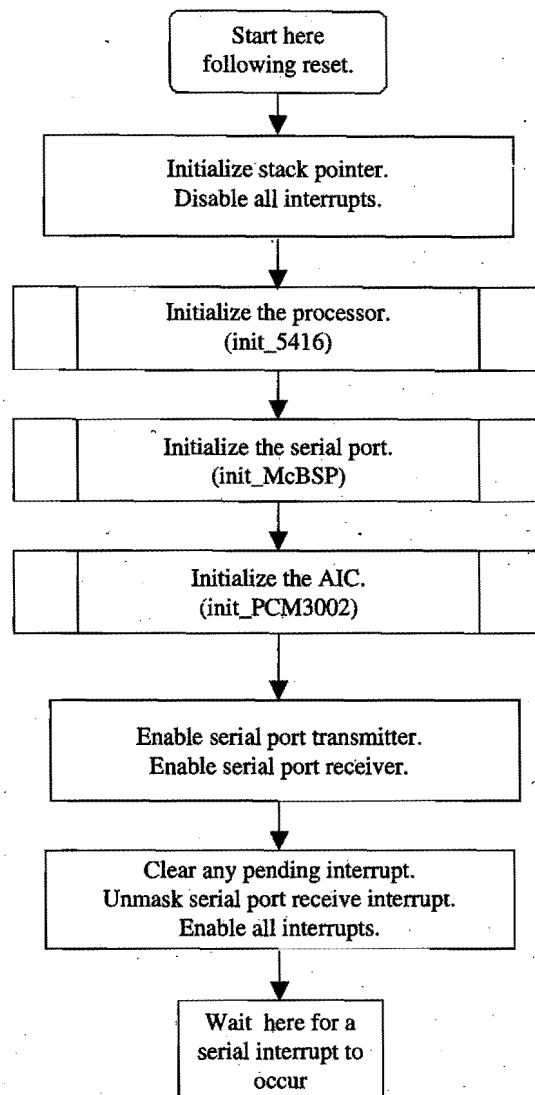 Start here
following reset.
Initialize stack pointer.
Disable all interrupts.
Initialize the processor.
(init_5416)
Initialize the serial port.
(init_McBSP)
Initialize the AIC.
(init_PCM3002)
Enable serial port transmitter.
Enable serial port receiver.
Clear any pending interrupt.
Unmask serial port receive interrupt.
Enable all interrupts.
Wait here for a
serial interrupt to
occur